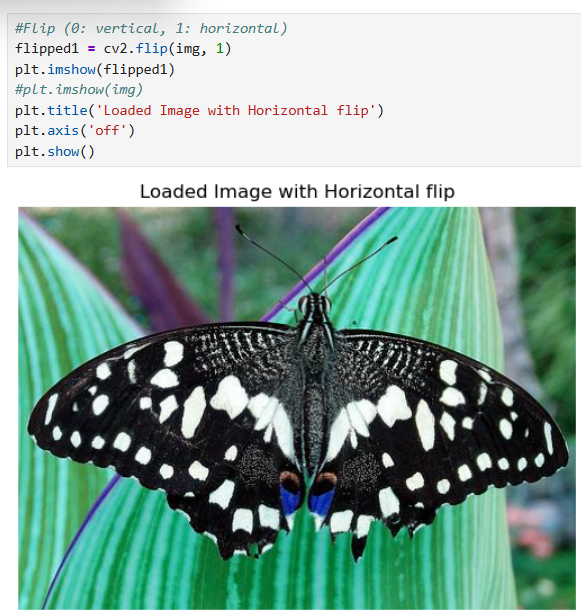 #Flip (0: vertical, 1: horizontal)
flipped1 = cv2.flip(img, 1)
plt.imshow(flipped1)
#plt.imshow(img)
plt.title('Loaded Image with Horizontal flip')
plt.axis('off')
plt.show()
Loaded Image with Horizontal flip